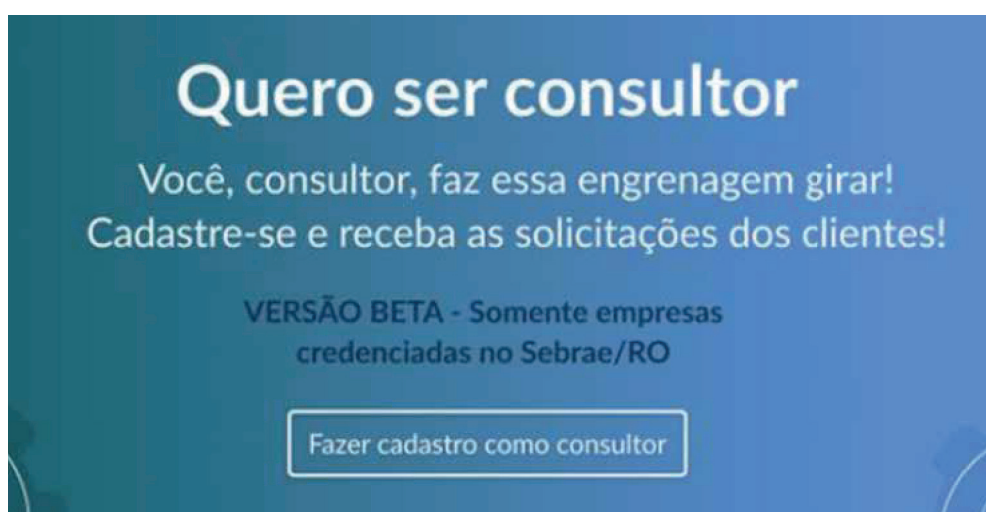 Quero ser consultor
Você, consultor, faz essa engrenagem girar!
Cadastre-se e receba as solicitações dos clientes!
VERSÃO BETA - Somente empresas
credenciadas no Sebrae/RO
Fazer cadastro como consultor